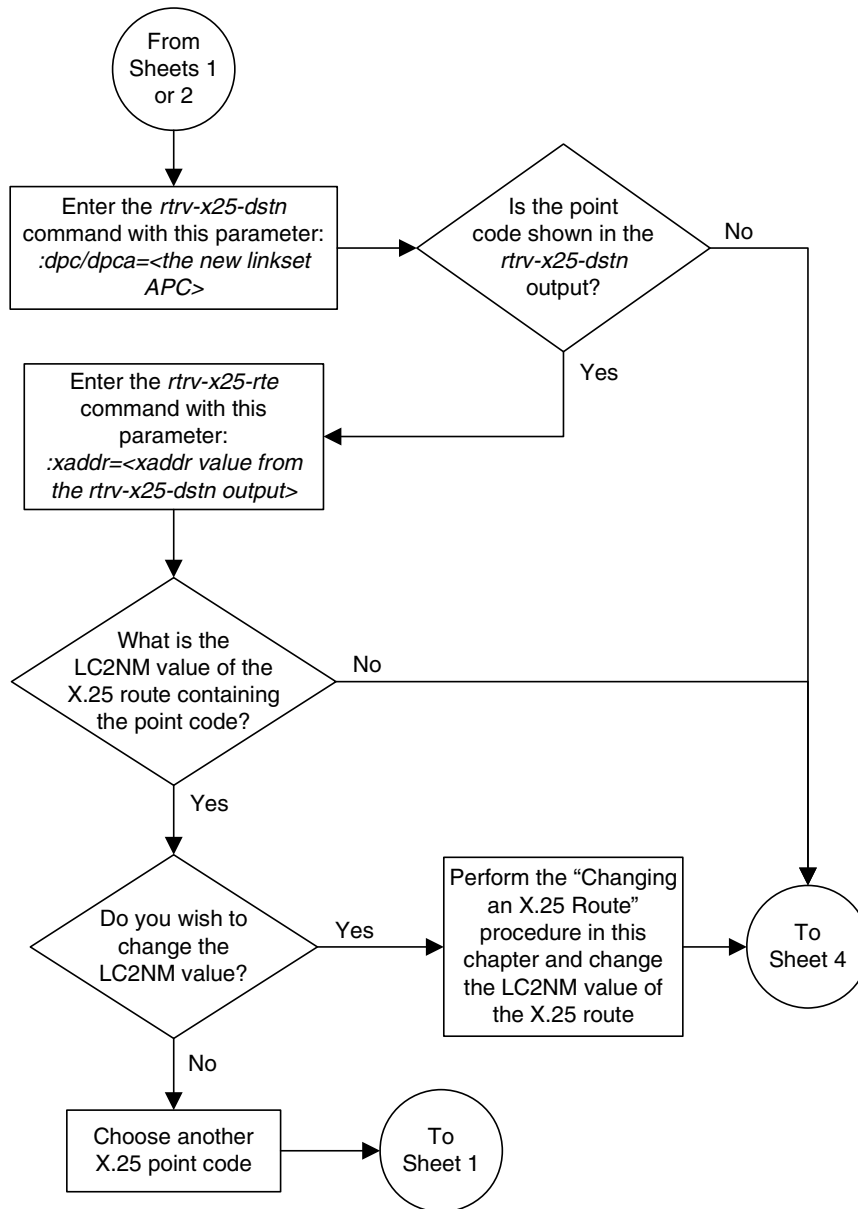 From
Sheets 1
or 2
Enter the rtrv-x25-dstn
command with this parameter:
:dpc/dpca=<the new linkset
APC>
Is the point
code shown in the
rtrv-x25-dstn
output?
No
Yes
Enter the rtrv-x25-rte
command with this
parameter:
:xaddr=<xaddr value from
the rtrv-x25-dstn output>
What is the
LC2NM value of the
X.25 route containing
the point code?
No
Yes
Do you wish to
change the
LC2NM value?
Yes
Perform the “Changing
an X.25 Route”
procedure in this
chapter and change
the LC2NM value of
the X.25 route
To
Sheet 4
No
Choose another
X.25 point code
To
Sheet 1